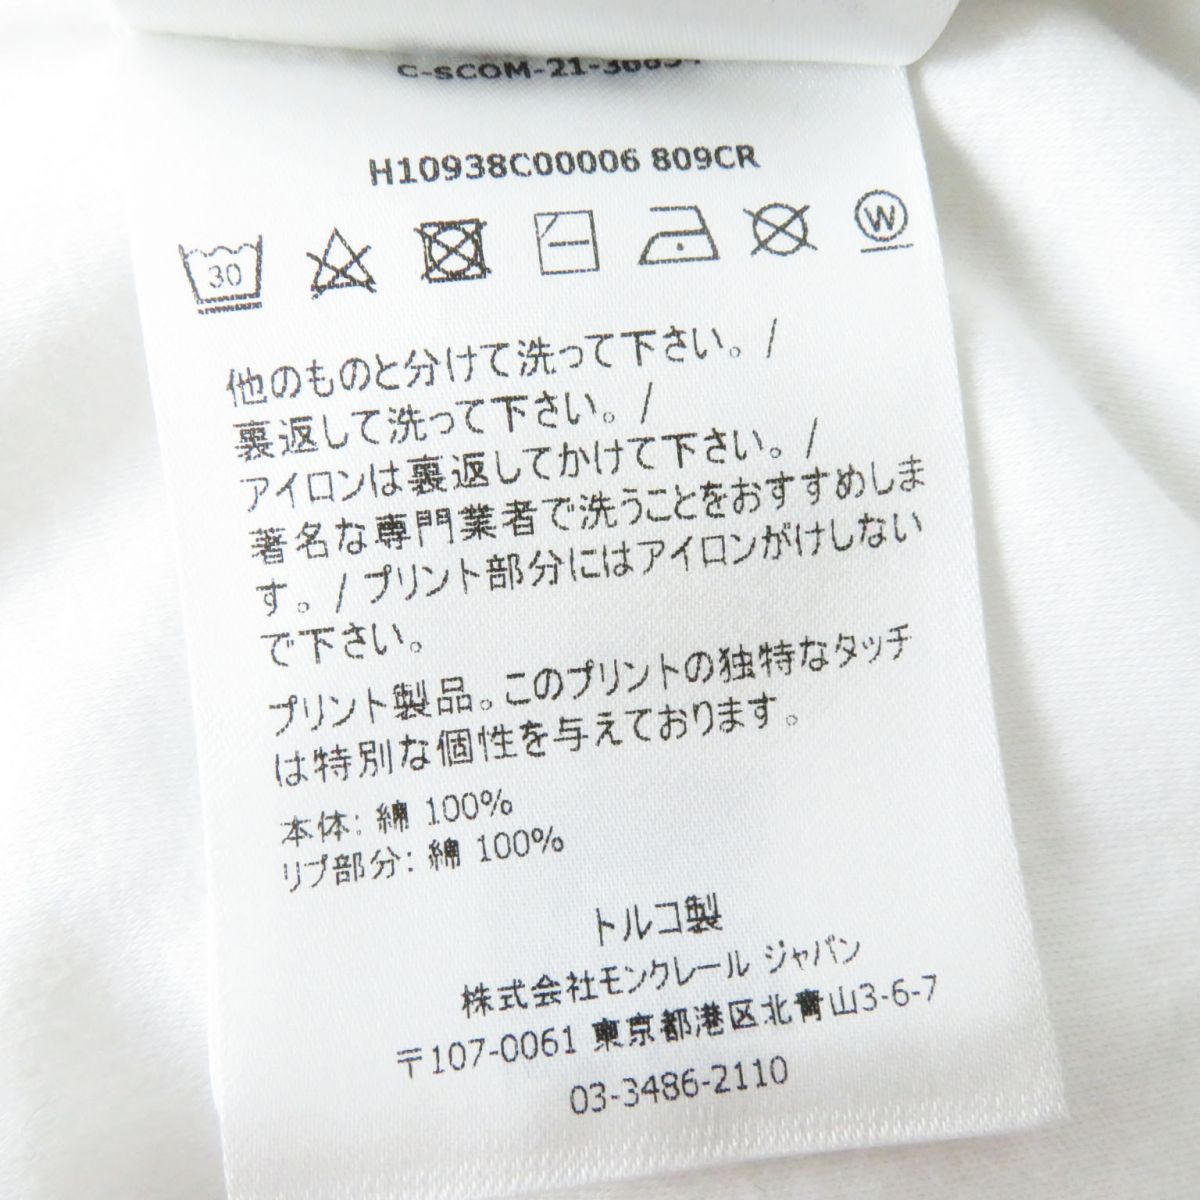 H10938C00006 809CR
30
W
他のものと分けて洗って下さい。/
裏返して洗って下さい。/
アイロンは裏返してかけて下さい。/
著名な専門業者で洗うことをおすすめしま
す。/ プリント部分にはアイロンがけしない
で下さい。
プリント製品。このプリントの独特なタッチ
は特別な個性を与えております。
本体: 綿 100%
リブ部分: 綿 100%
トルコ製
株式会社モンクレール ジャパン
〒107-0061 東京都港区北青山3-6-7
03-3486-2110